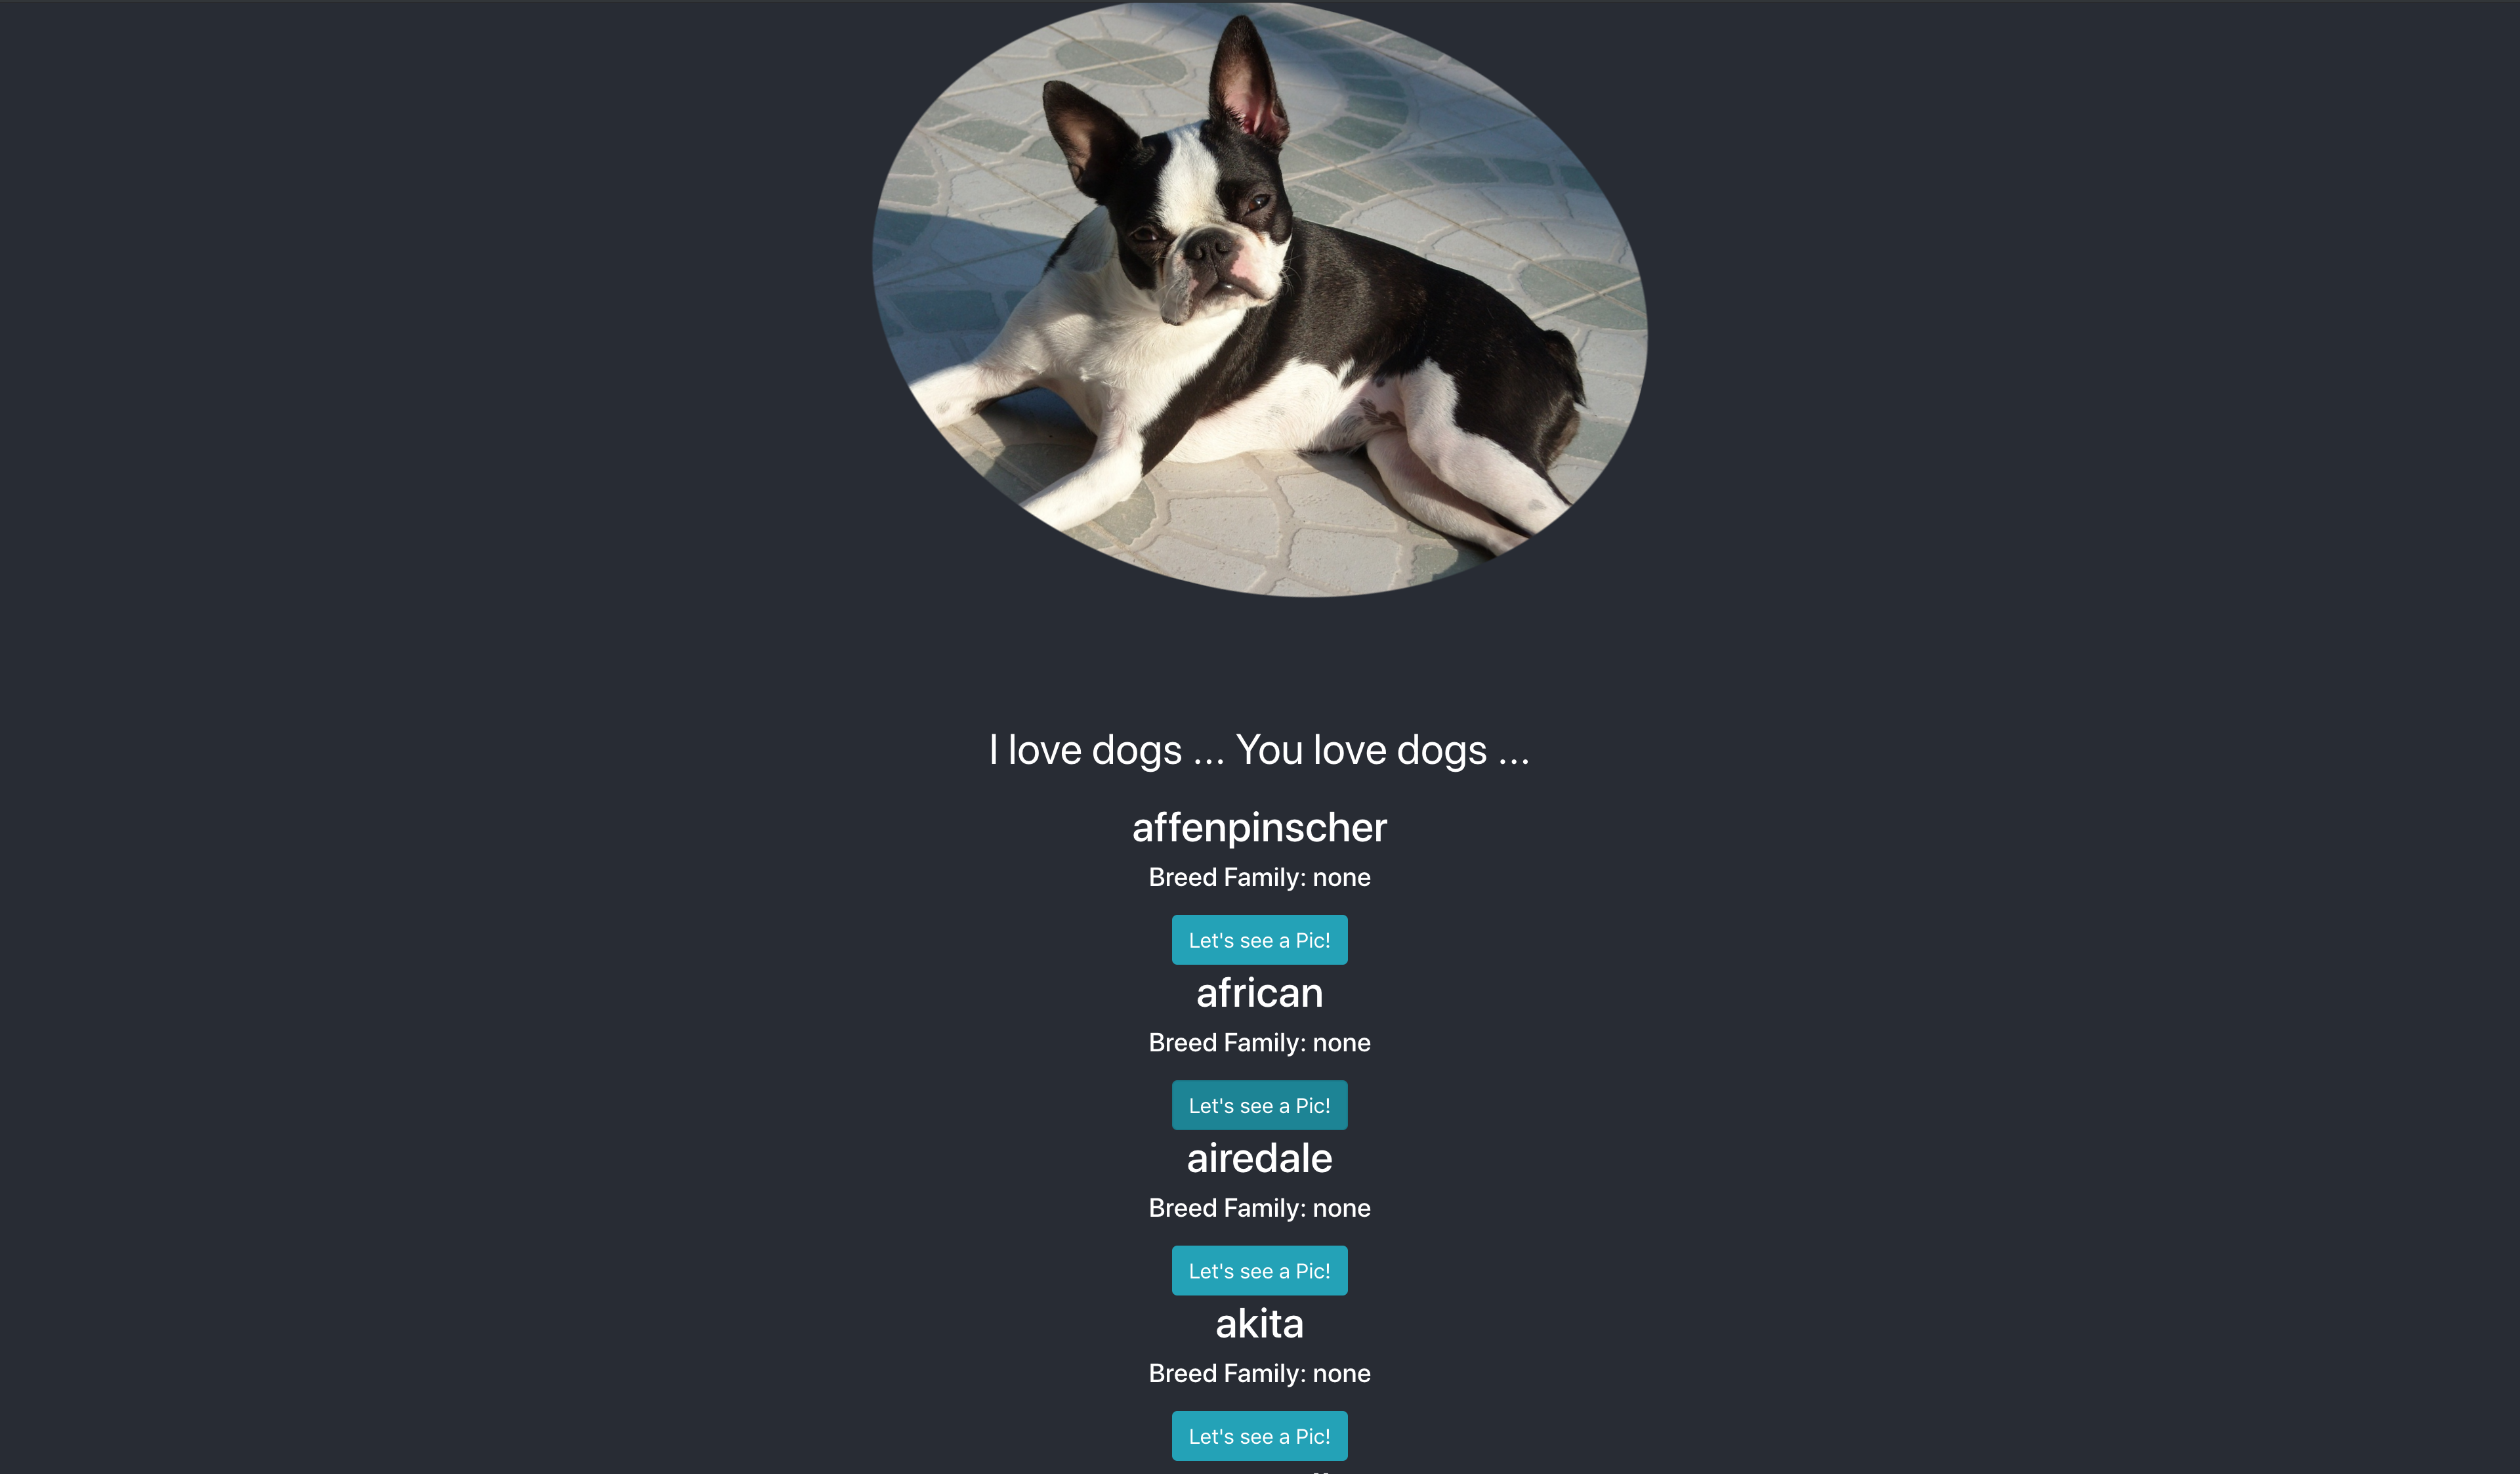 I love dogs ... You love dogs ...
affenpinscher
Breed Family: none
Let's see a Pic!
african
Breed Family: none
Let's see a Pic!
airedale
Breed Family: none
Let's see a Pic!
akita
Breed Family: none
Let's see a Pic!